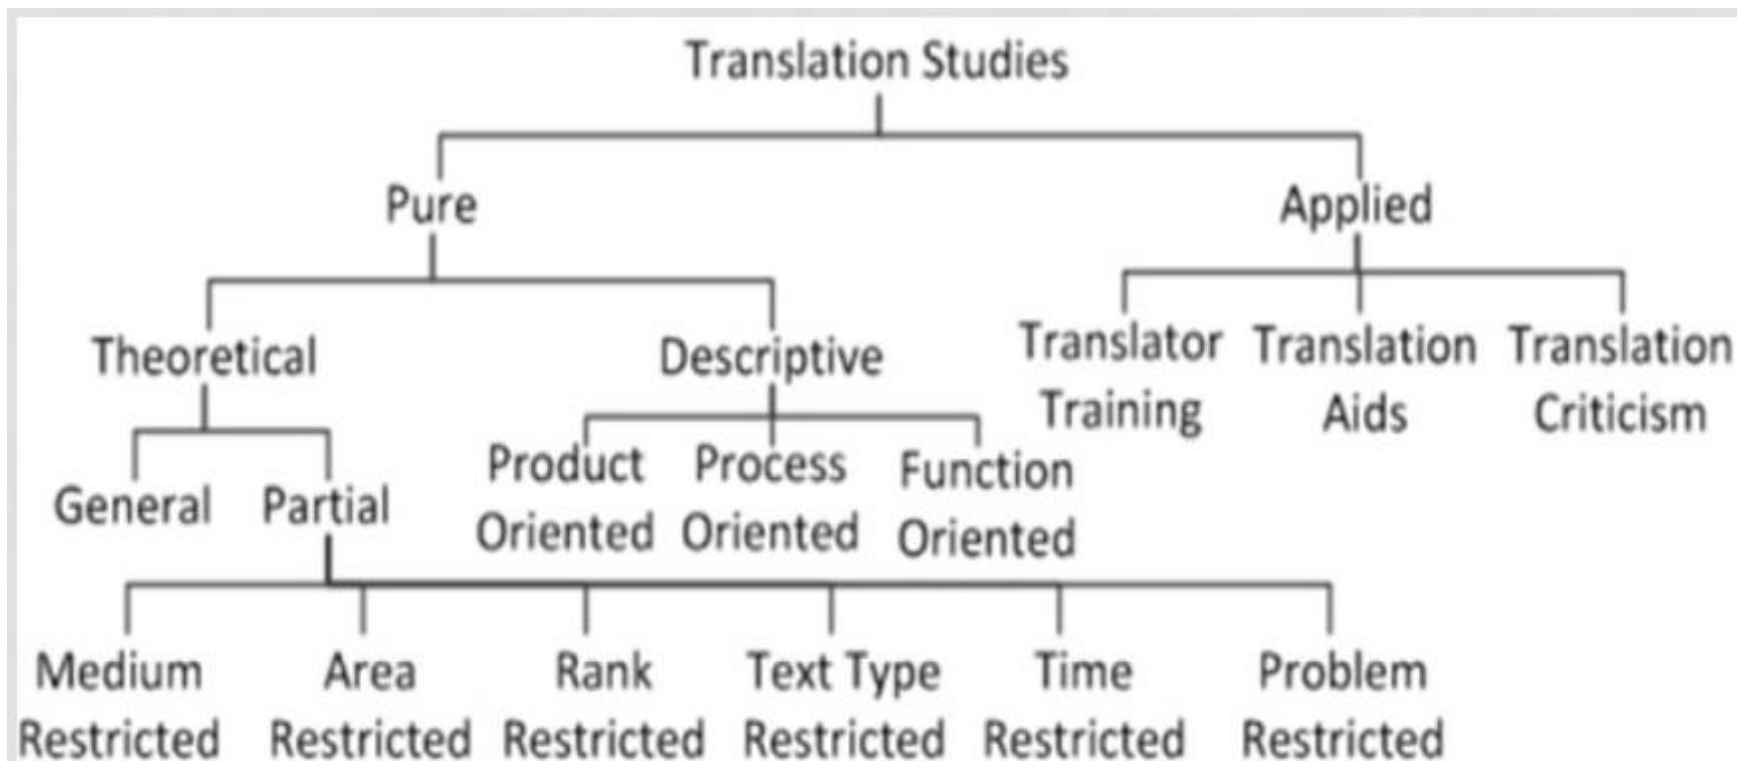 Translation Studies
Pure
Applied
Theoretical
Descriptive
Translator
Training
Translation
Aids
Translation
Criticism
General
Partial
Product
Oriented
Process
Oriented
Function
Oriented
Medium
Restricted
Area
Restricted
Rank
Restricted
Text Type
Restricted
Time
Restricted
Problem
Restricted